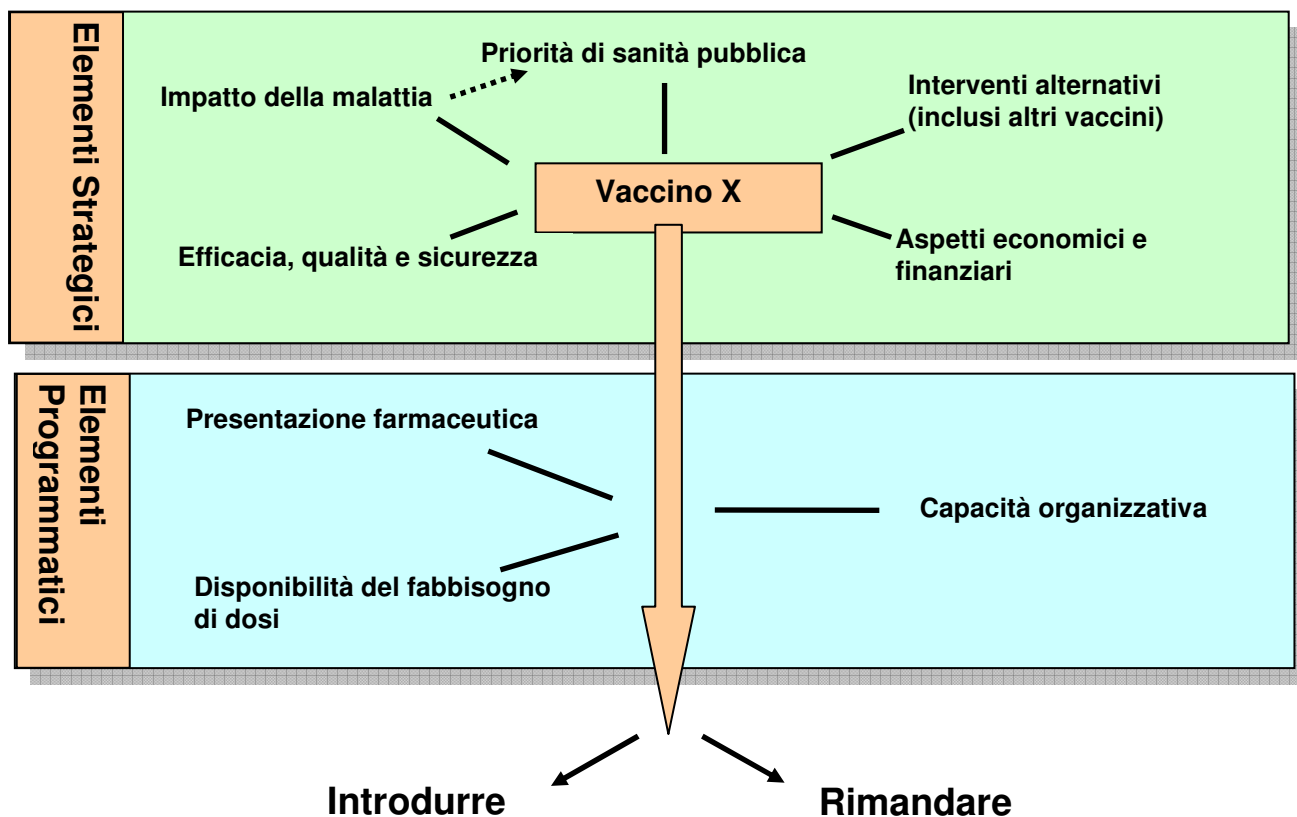 Elementi Strategici
Priorità di sanità pubblica
Impatto della malattia
Interventi alternativi
(inclusi altri vaccini)
Vaccino X
Efficacia, qualità e sicurezza
Aspetti economici e
finanziari
Elementi
Programmatici
Presentazione farmaceutica
Capacità organizzativa
Disponibilità del fabbisogno
di dosi
Introdurre
Rimandare